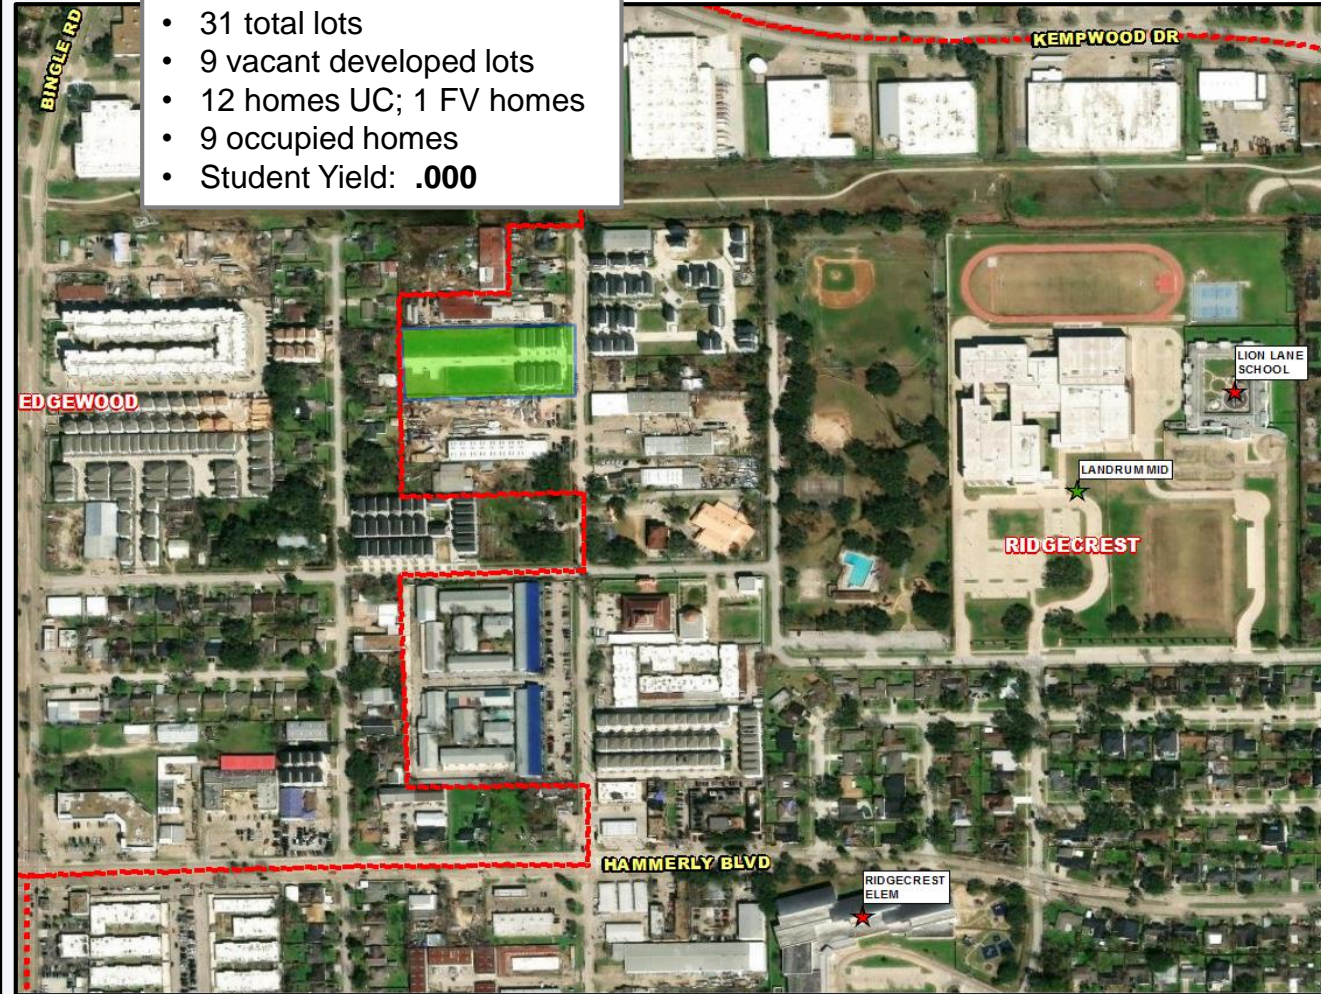 • 31 total lots
• 9 vacant developed lots
• 12 homes UC; 1 FV homes
• 9 occupied homes
• Student Yield: .000
BINGLE RD
KEMPWOOD DR
EDGEWOOD
LION LANE
SCHOOL
LANDRUM MID
RIDGECREST
HAMMERLY BLVD
RIDGECREST
ELEM